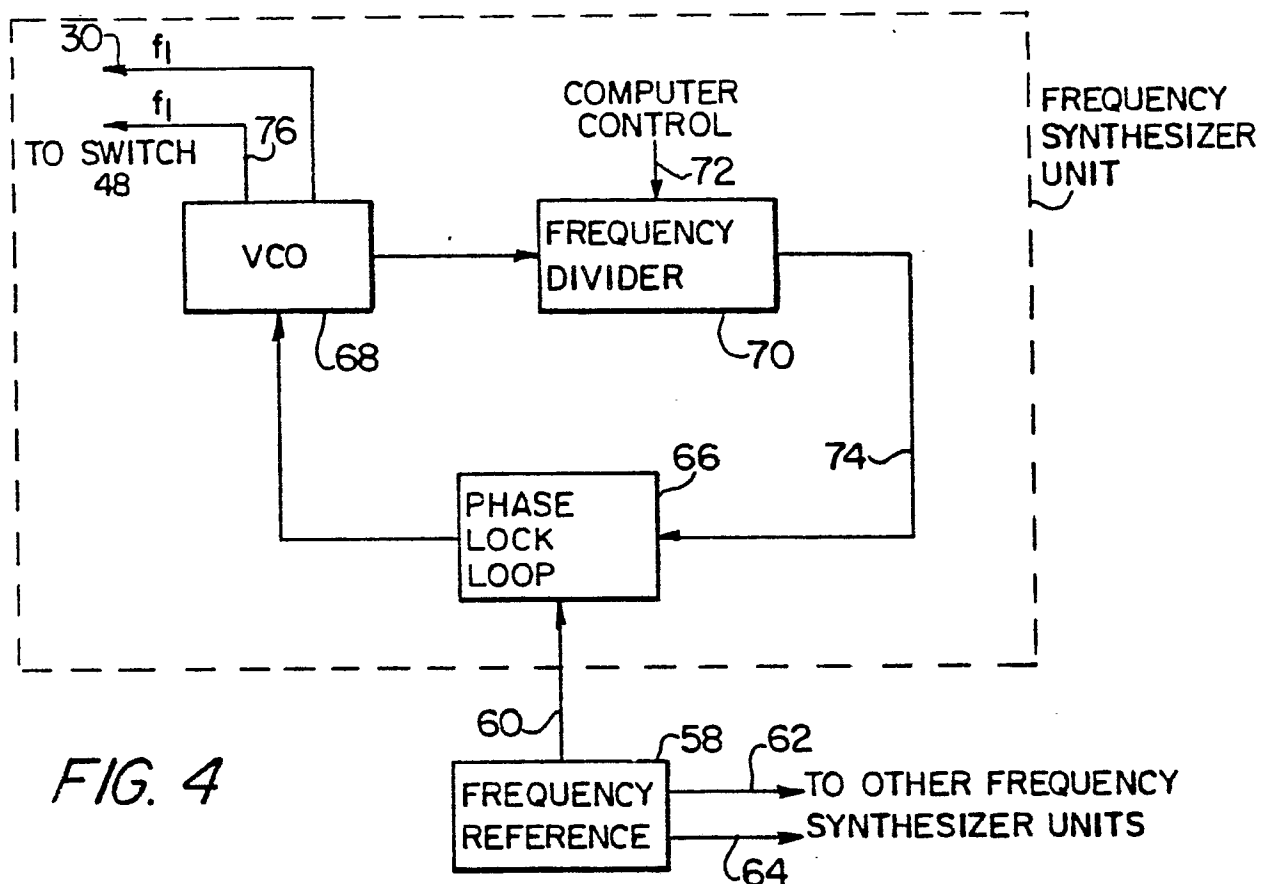 30
f1
f1
76
TO SWITCH
48
COMPUTER
CONTROL
72
FREQUENCY
SYNTHESIZER
UNIT
VCO
68
FREQUENCY
DIVIDER
70
74
66
PHASE
LOCK
LOOP
60
58
62
FREQUENCY
REFERENCE
TO OTHER FREQUENCY
SYNTHESIZER UNITS
64
FIG. 4